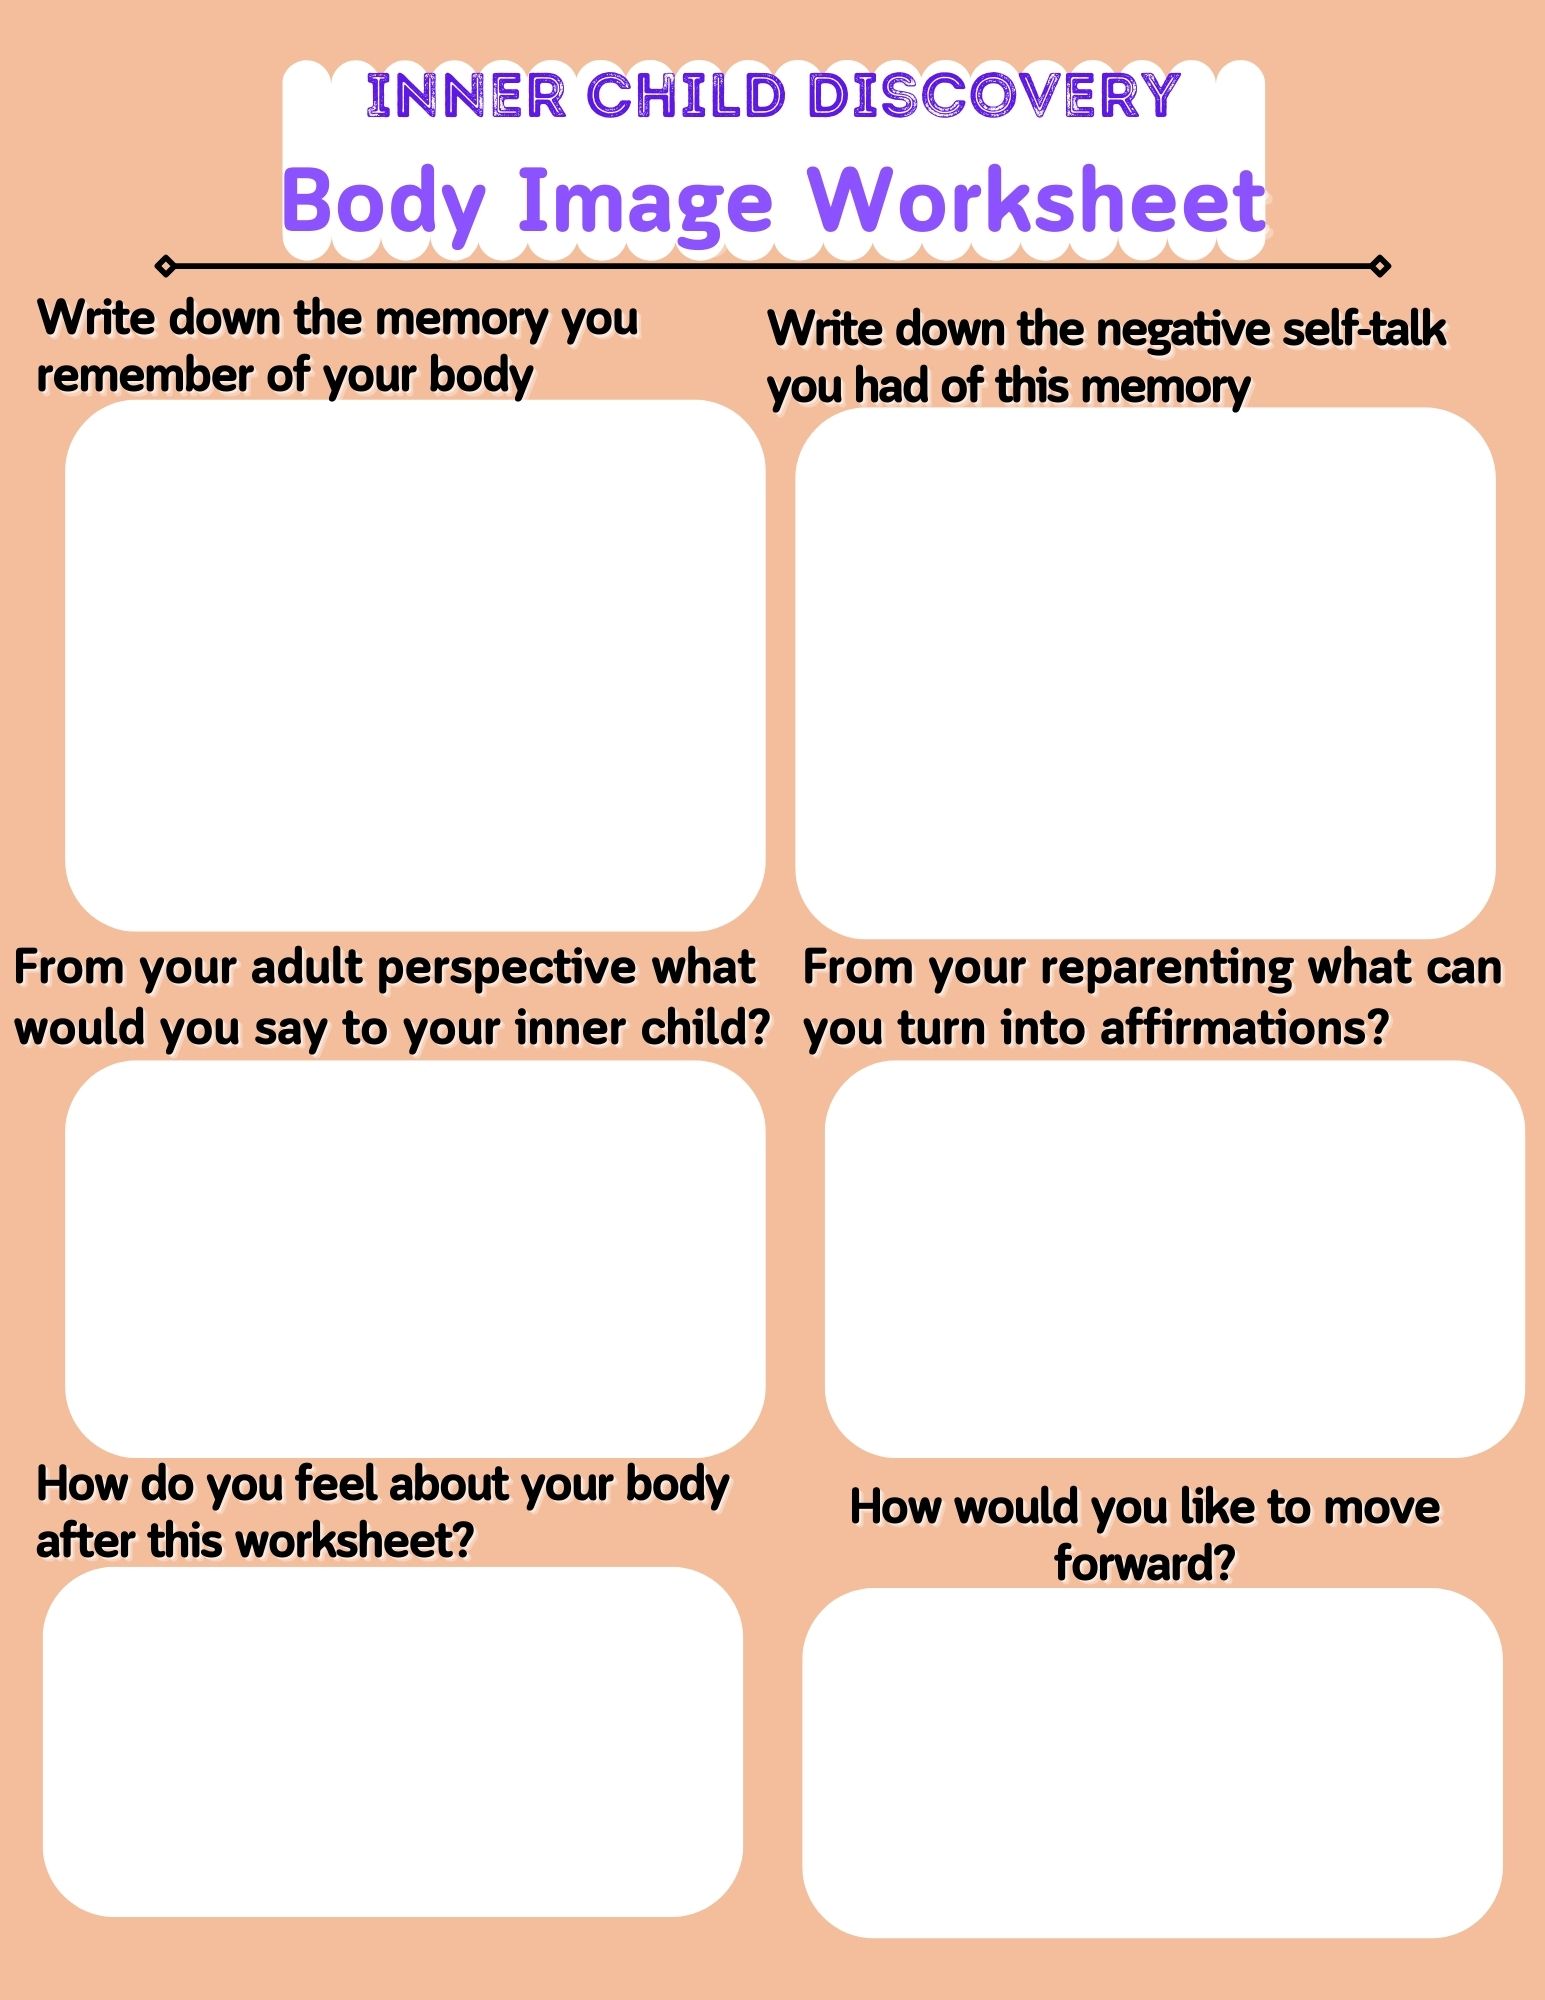 INNER CHILD DISCOVERY
Body Image Worksheet
Write down the memory you
remember of your body
Write down the negative self-talk
you had of this memory
From your adult perspective what
would you say to your inner child?
From your reparenting what can
you turn into affirmations?
How do you feel about your body
after this worksheet?
How would you like to move
forward?